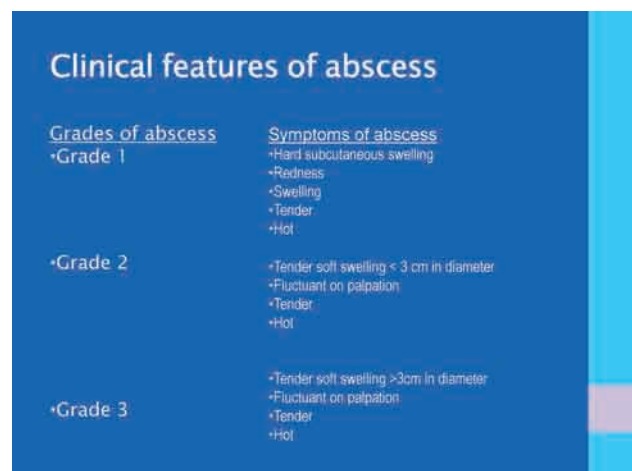 Clinical features of abscess
Grades of abscess
•Grade 1
Symptoms of abscess
•Hard subcutaneous swelling
•Redness
•Swelling
•Tender
•Hot
•Grade 2
•Tender soft swelling < 3 cm in diameter
•Fluctuant on palpation
•Tender
•Hot
•Grade 3
•Tender soft swelling >3cm in diameter
•Fluctuant on palpation
•Tender
•Hot